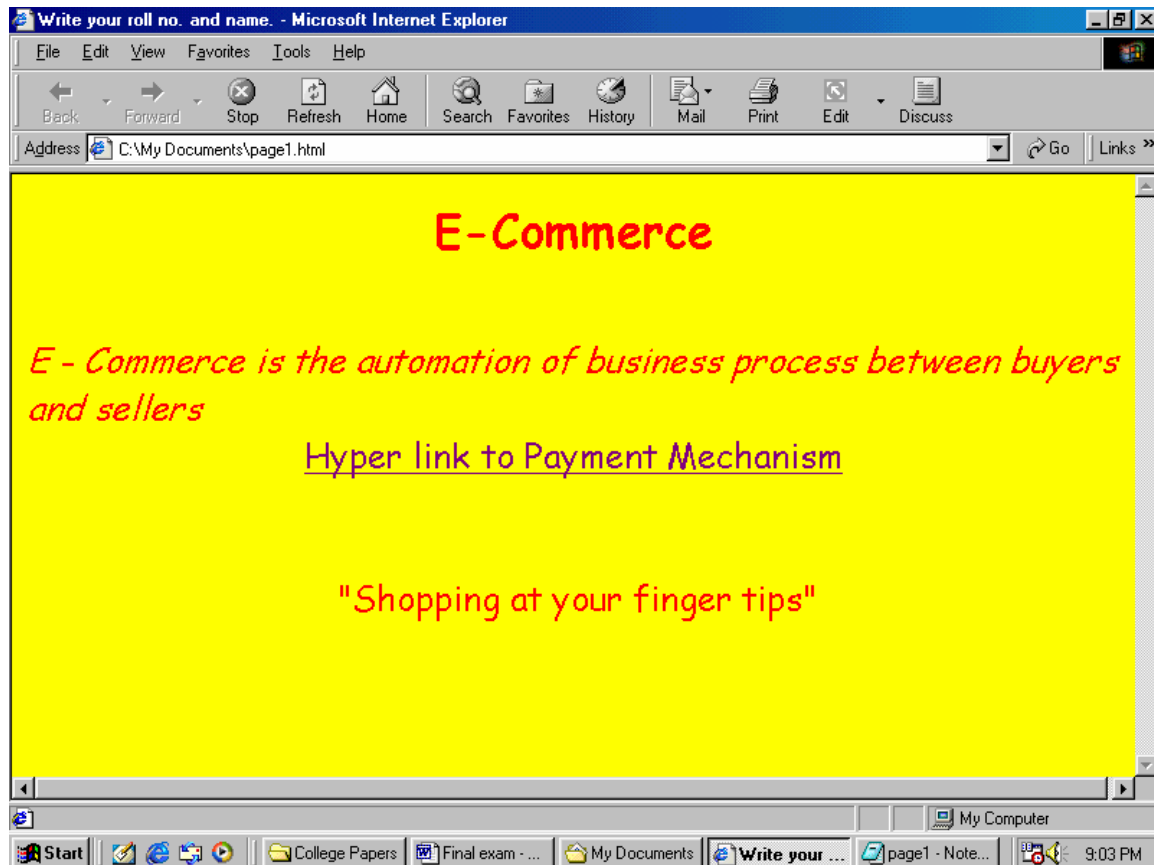 Write your roll no. and name. - Microsoft Internet Explorer
File Edit View Favorites Tools Help
Back Forward Stop Refresh Home Search Favorites History Mail Print Edit Discuss
Address C:\My Documents\page1.html Go Links »
E-Commerce
E - Commerce is the automation of business process between buyers
and sellers
Hyper link to Payment Mechanism
"Shopping at your finger tips"
My Computer
Start College Papers Final exam - ... My Documents Write your ... page1 - Note... 9:03 PM